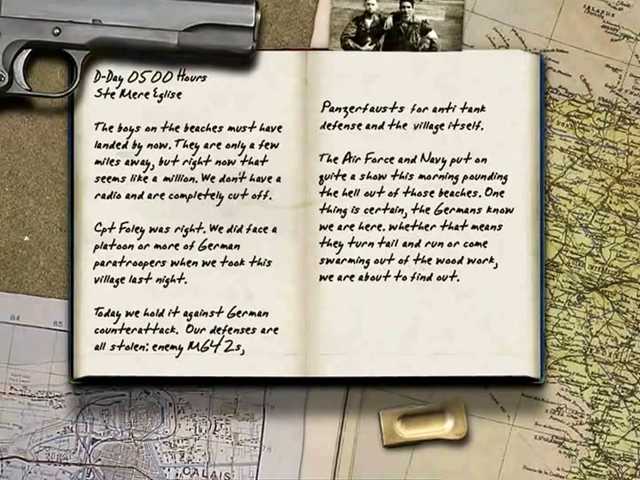 D-Day 0500 Hours
Ste Mere Eglise
The boys on the beaches must have
landed by now. They are only a few
miles away, but right now that
seems like a million. We don't have a
radio and are completely cut off.
Cpt Foley was right. We did face a
platoon or more of German
paratroopers when we took this
village last night.
Today we hold it against German
counterattack. Our defenses are
all stolen: enemy MG42s,
Panzerfausts for anti tank
defense and the village itself.
The Air Force and Navy put on
quite a show this morning pounding
the hell out of those beaches. One
thing is certain, the Germans know
we are here. whether that means
they turn tail and run or come
swarming out of the wood work,
we are about to find out.
84 85
CALAIS